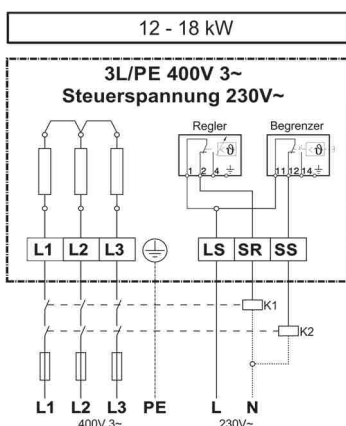 12 - 18 kW
3L/PE 400V 3~
Steuerspannung 230V~
Regler Begrenzer
ϑ ϑ
1 2 4 11 12 14
L1 L2 L3 LS SR SS
K1
K2
L1 L2 L3 PE L N
400V 3~ 230V~